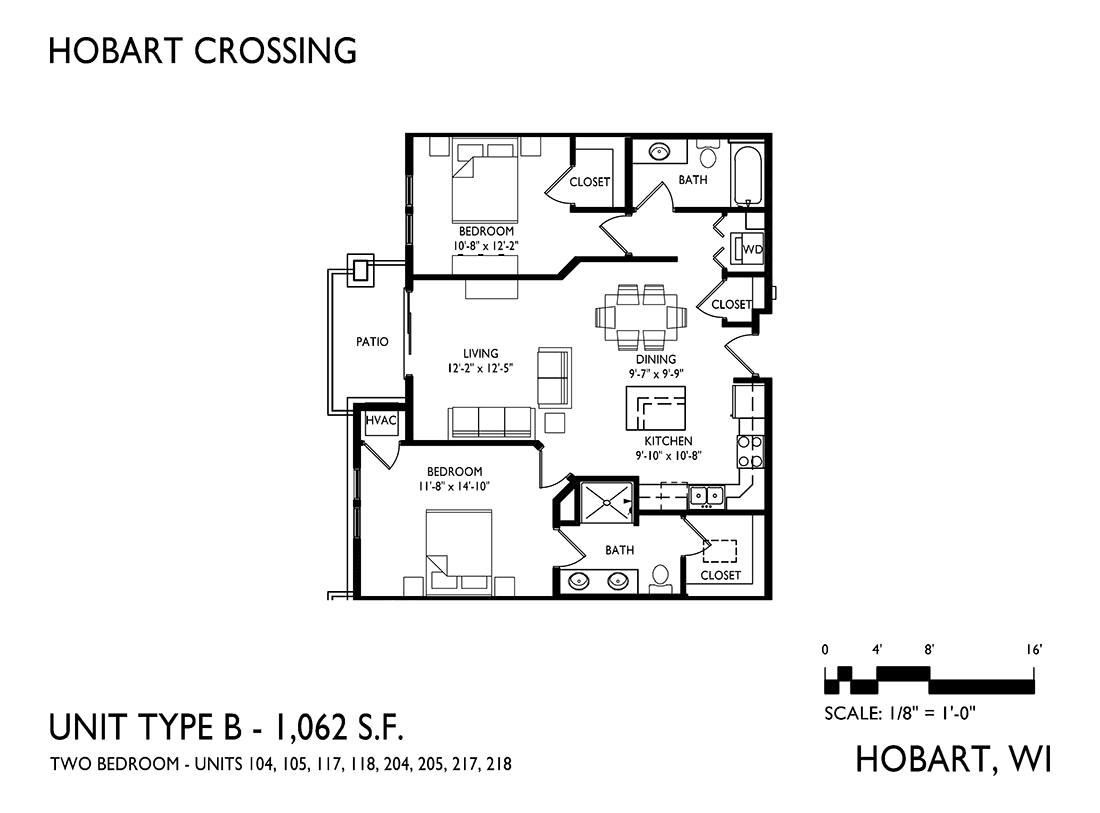 HOBART CROSSING
CLOSET
BATH
BEDROOM
10'-8" x 12'-2"
WD
CLOSET
PATIO
LIVING
12'-2" x 12'-5"
DINING
9'-7" x 9'-9"
HVAC
KITCHEN
9'-10" x 10'-8"
BEDROOM
11'-8" x 14'-10"
BATH
CLOSET
0 4' 8' 16'
SCALE: 1/8" = 1'-0"
UNIT TYPE B - 1,062 S.F.
TWO BEDROOM - UNITS 104, 105, 117, 118, 204, 205, 217, 218
HOBART, WI